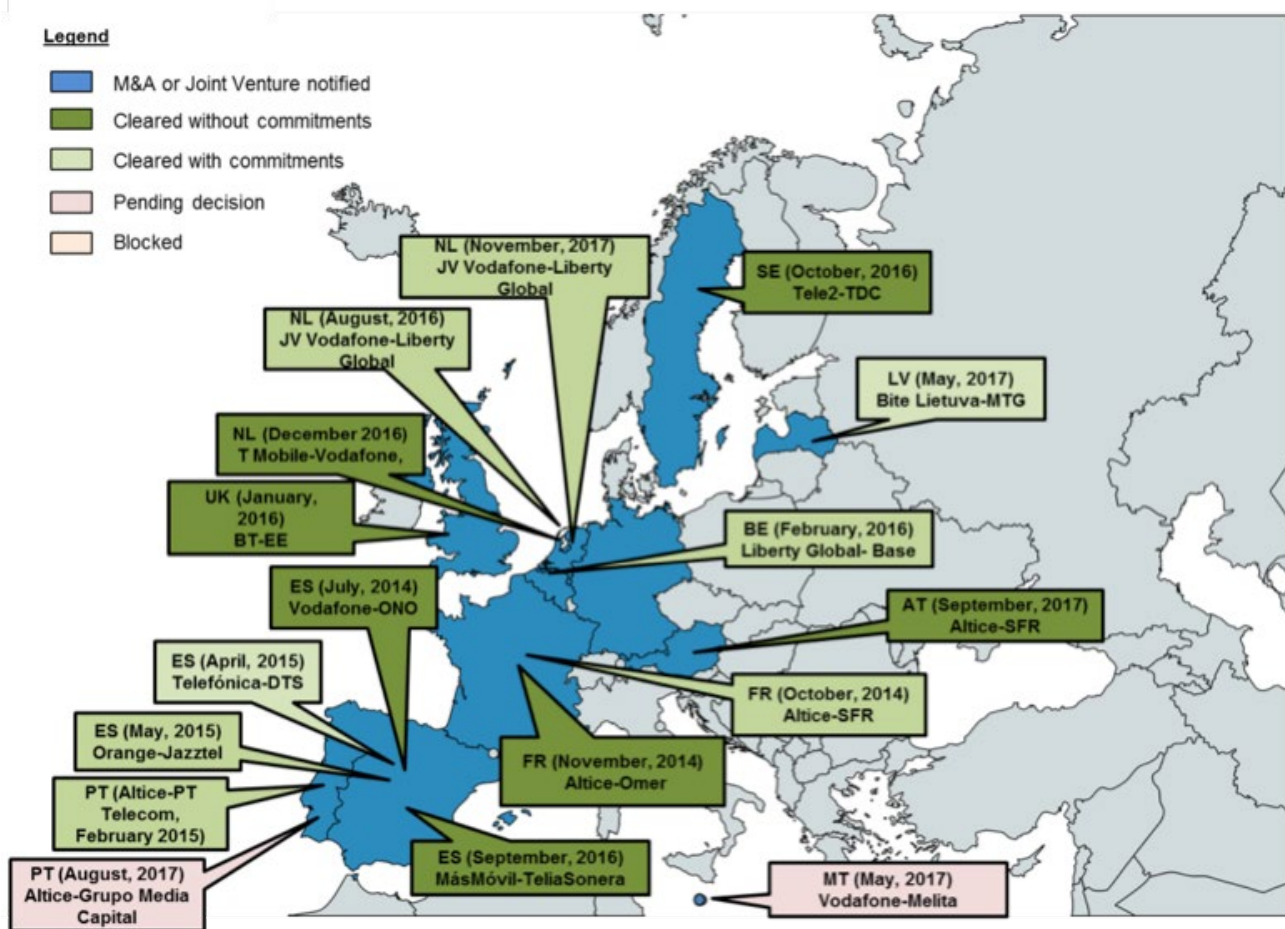 Legend
M&A or Joint Venture notified
Cleared without commitments
Cleared with commitments
Pending decision
Blocked
NL (November, 2017)
JV Vodafone-Liberty
Global
SE (October, 2016)
Tele2-TDC
NL (August, 2016)
JV Vodafone-Liberty
Global
LV (May, 2017)
Bite Lietuva-MTG
NL (December 2016)
T Mobile-Vodafone,
UK (January,
2016)
BT-EE
BE (February, 2016)
Liberty Global- Base
ES (July, 2014)
Vodafone-ONO
AT (September, 2017)
Altice-SFR
ES (April, 2015)
Telefónica-DTS
FR (October, 2014)
Altice-SFR
ES (May, 2015)
Orange-Jazztel
FR (November, 2014)
Altice-Omer
PT (Altice-PT
Telecom,
February 2015)
ES (September, 2016)
MásMóvil-TeliaSonera
PT (August, 2017)
Altice-Grupo Media
Capital
MT (May, 2017)
Vodafone-Melita